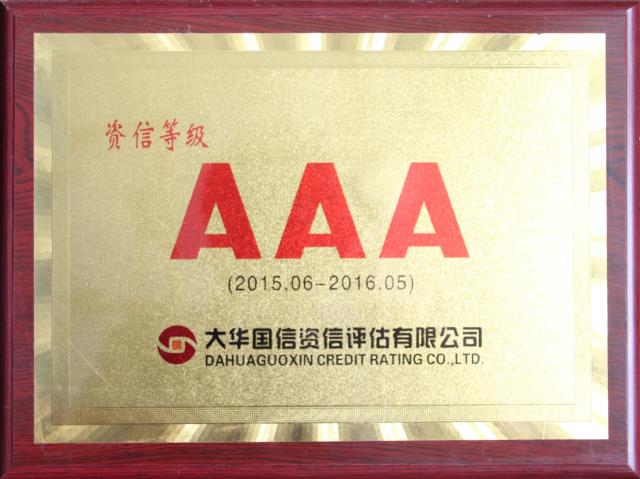 资信等级
AAA
(2015.06-2016.05)
大华国信资信评估有限公司
DAHUAGUOXIN CREDIT RATING CO.,LTD.